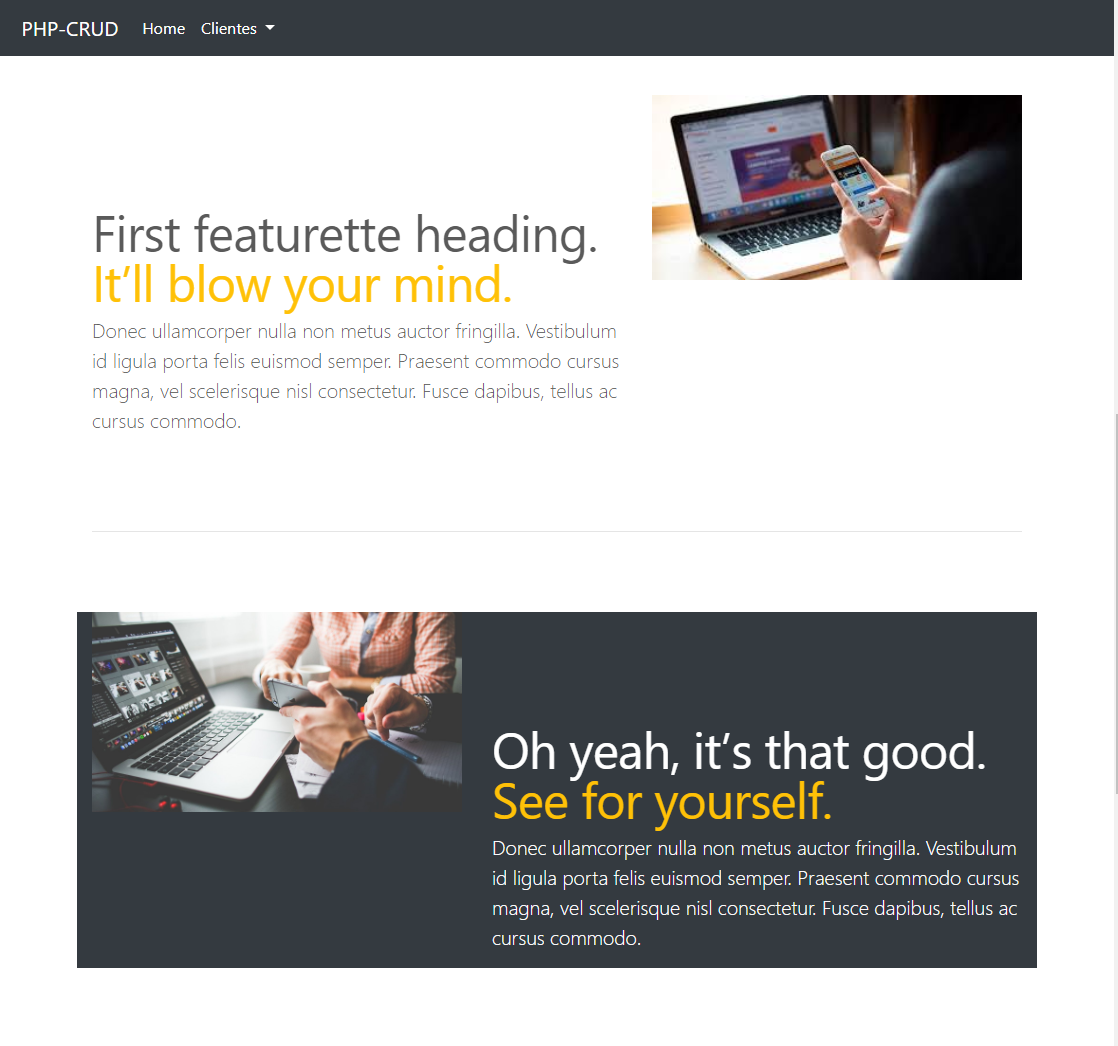 PHP-CRUD Home Clientes
First featurette heading.
It’ll blow your mind.
Donec ullamcorper nulla non metus auctor fringilla. Vestibulum
id ligula porta felis euismod semper. Praesent commodo cursus
magna, vel scelerisque nisl consectetur. Fusce dapibus, tellus ac
cursus commodo.
Oh yeah, it’s that good.
See for yourself.
Donec ullamcorper nulla non metus auctor fringilla. Vestibulum
id ligula porta felis euismod semper. Praesent commodo cursus
magna, vel scelerisque nisl consectetur. Fusce dapibus, tellus ac
cursus commodo.